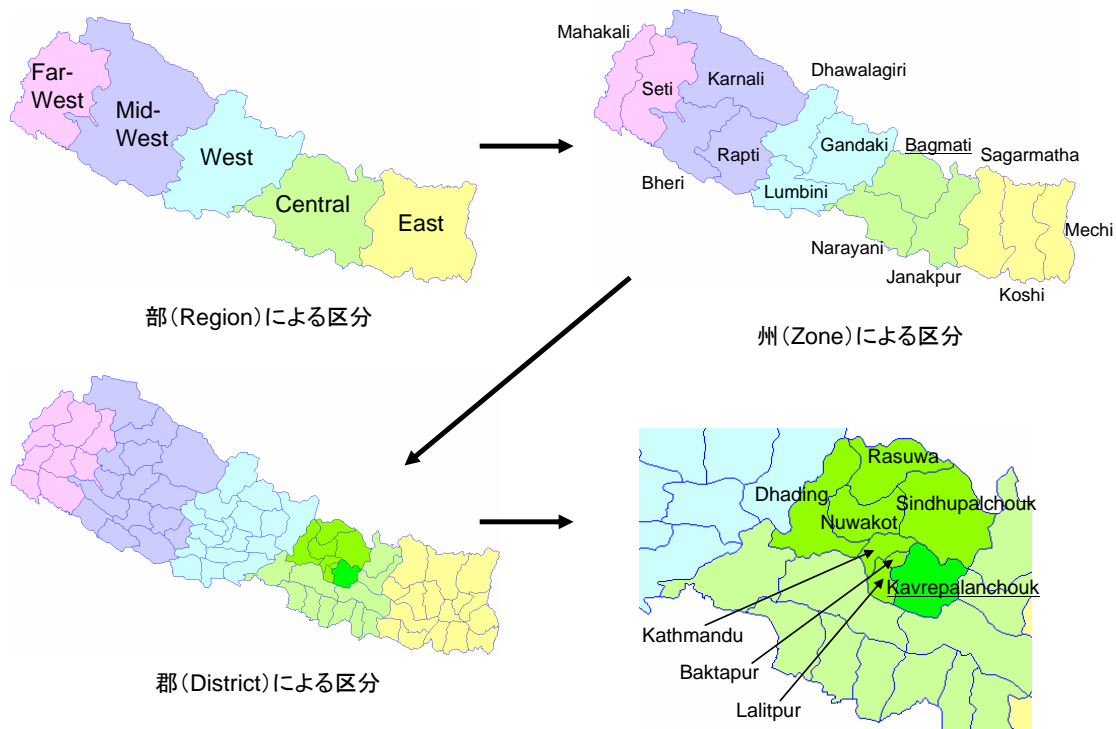 Far-
West
Mid-
West
West
Central
East
部(Region)による区分
Mahakali
Seti
Karnali
Dhawalagiri
Rapti
Gandaki
Bagmati
Sagarmatha
Bheri
Lumbini
Mechi
Narayani
Janakpur
Koshi
州(Zone)による区分
郡(District)による区分
Rasuwa
Dhading
Sindhupalchouk
Nuwakot
Kavrepalanchouk
Kathmandu
Baktapur
Lalitpur